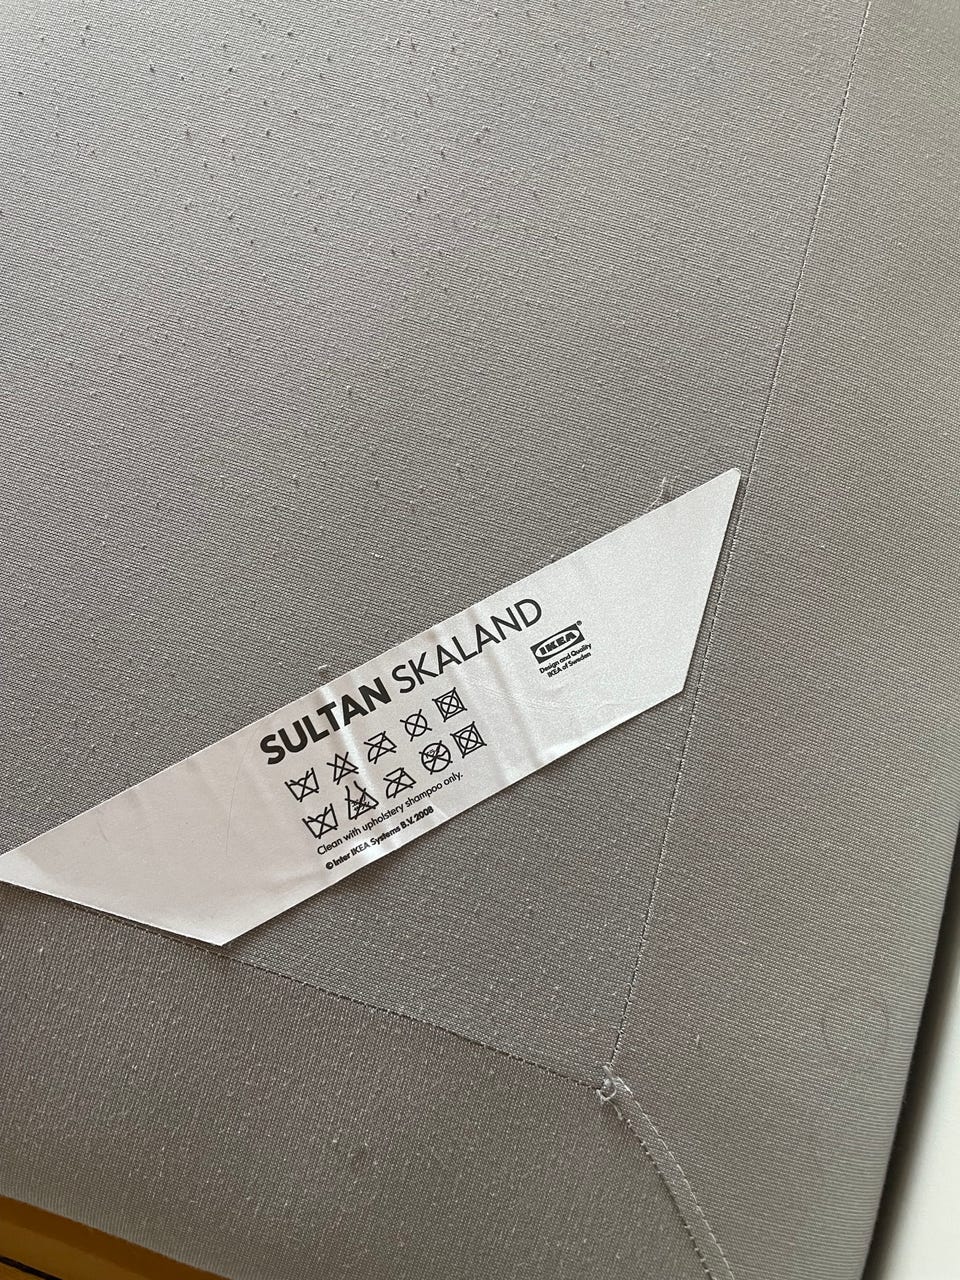 SULTAN SKALAND
IKEA®
Design and Quality
IKEA of Sweden
Clean with upholstery shampoo only.
© Inter IKEA Systems B.V. 2008